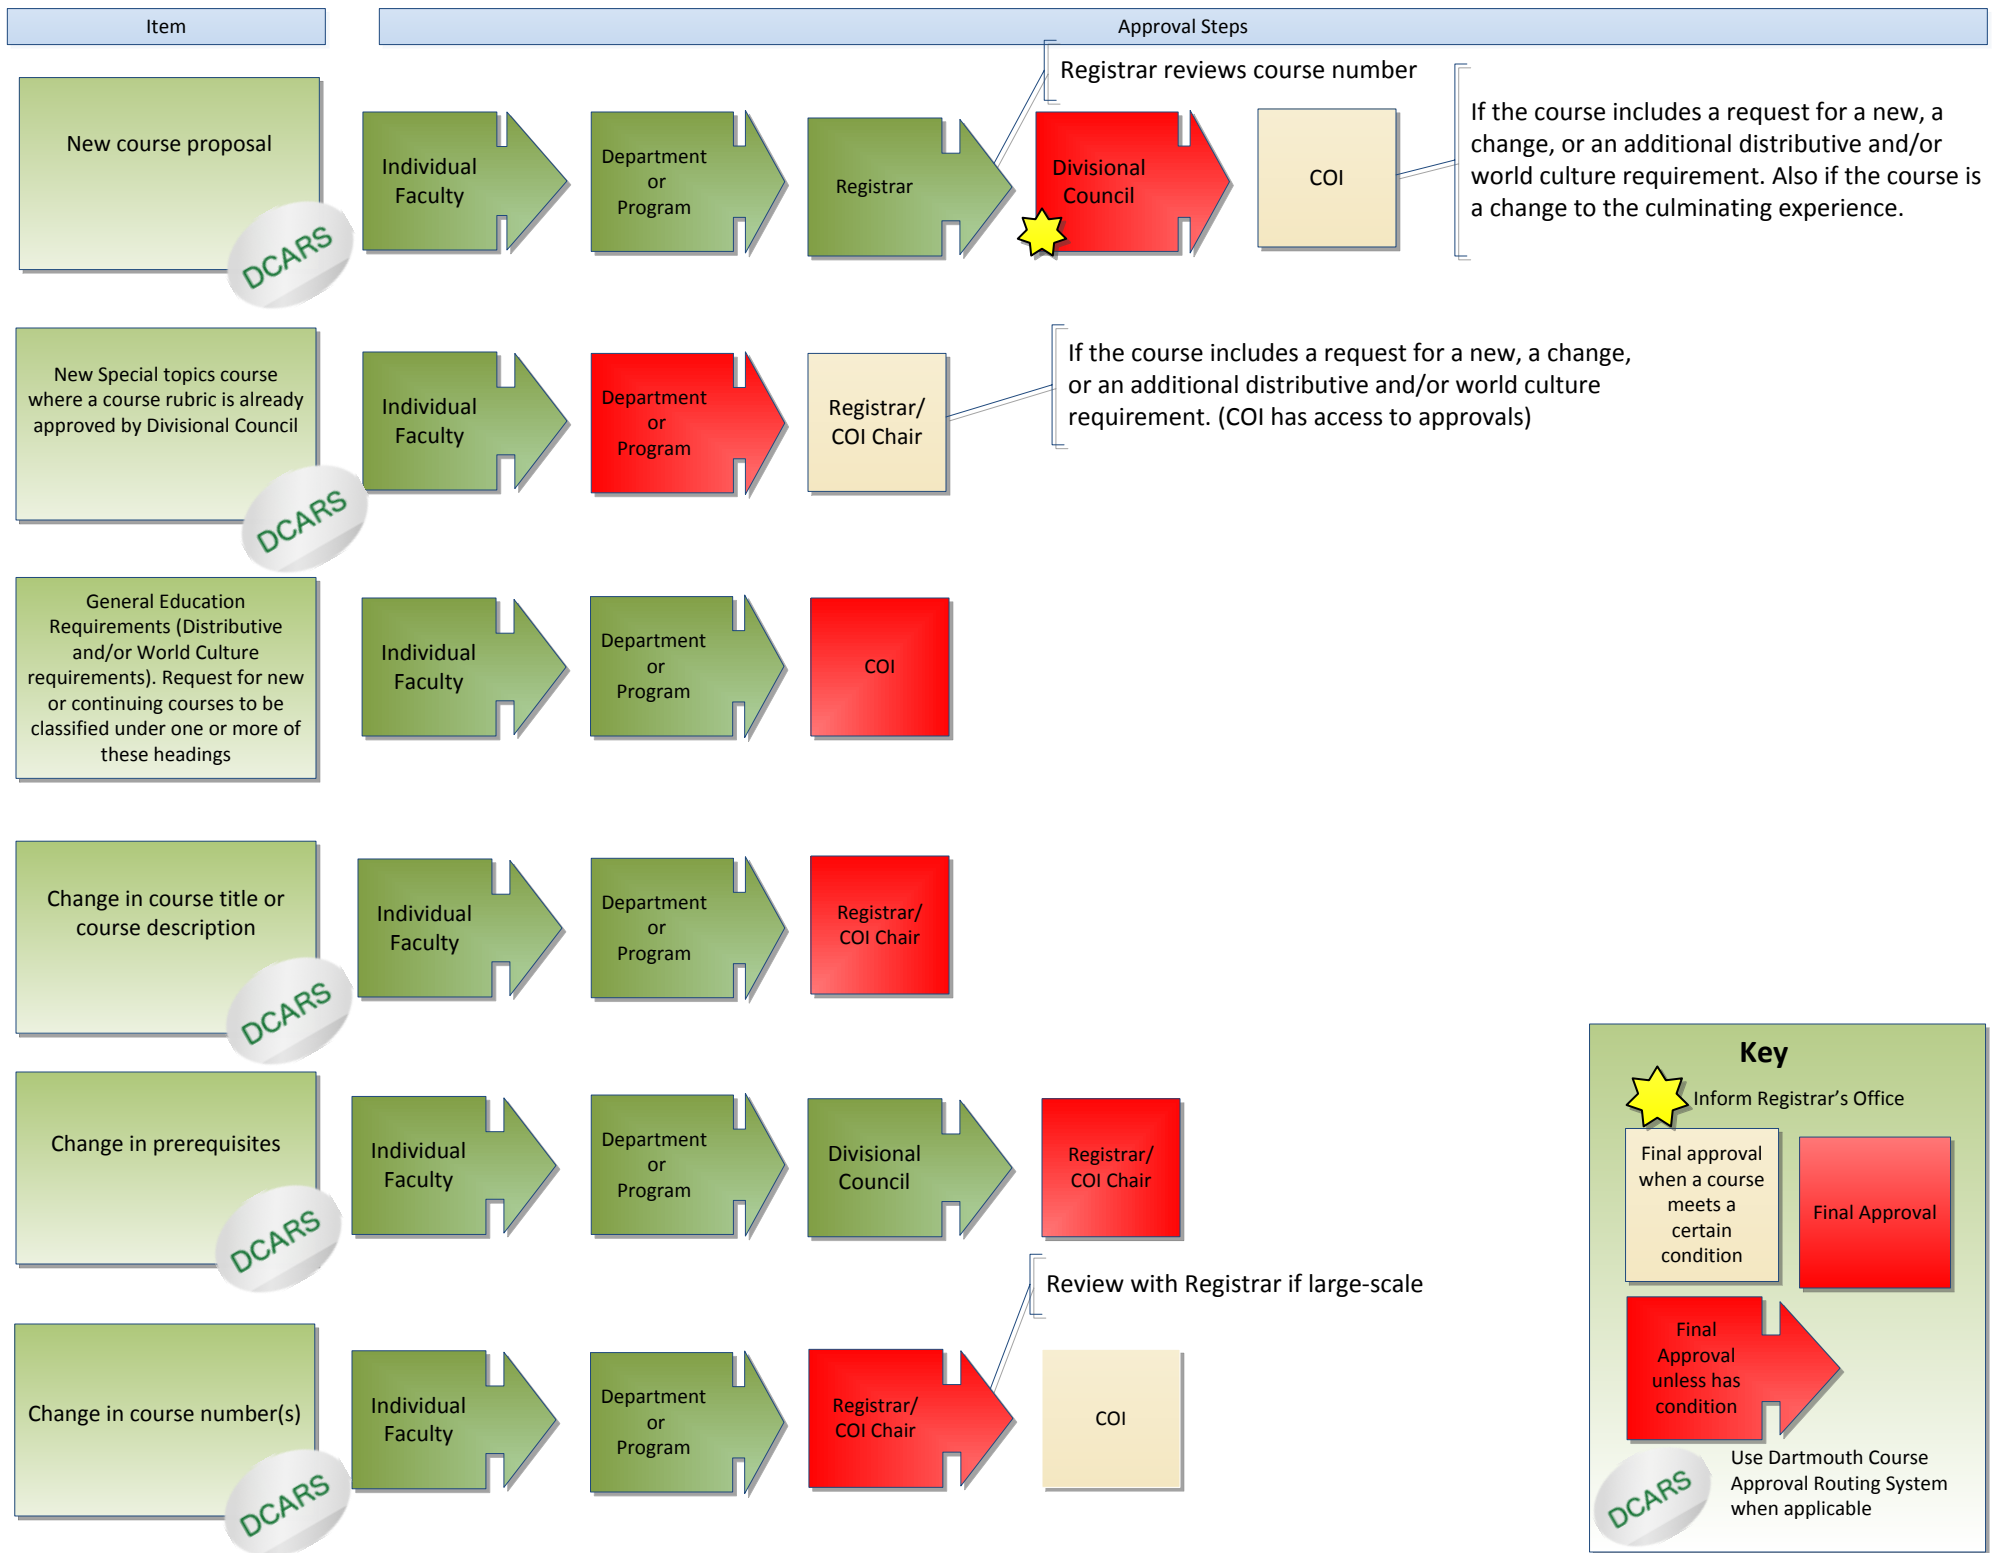 Item
Approval Steps
Registrar reviews course number
New course proposal
DCARS
Individual
Faculty
Department
or
Program
Registrar
Divisional
Council
COI
If the course includes a request for a new, a
change, or an additional distributive and/or
world culture requirement. Also if the course is
a change to the culminating experience.
New Special topics course
where a course rubric is already
approved by Divisional Council
DCARS
Individual
Faculty
Department
or
Program
Registrar/
COI Chair
If the course includes a request for a new, a change,
or an additional distributive and/or world culture
requirement. (COI has access to approvals)
General Education
Requirements (Distributive
and/or World Culture
requirements). Request for new
or continuing courses to be
classified under one or more of
these headings
Individual
Faculty
Department
or
Program
COI
Change in course title or
course description
DCARS
Individual
Faculty
Department
or
Program
Registrar/
COI Chair
Change in prerequisites
DCARS
Individual
Faculty
Department
or
Program
Divisional
Council
Registrar/
COI Chair
Review with Registrar if large-scale
Change in course number(s)
DCARS
Individual
Faculty
Department
or
Program
Registrar/
COI Chair
COI
Key
Inform Registrar's Office
Final approval
when a course
meets a
certain
condition
Final Approval
Final
Approval
unless has
condition
DCARS
Use Dartmouth Course
Approval Routing System
when applicable